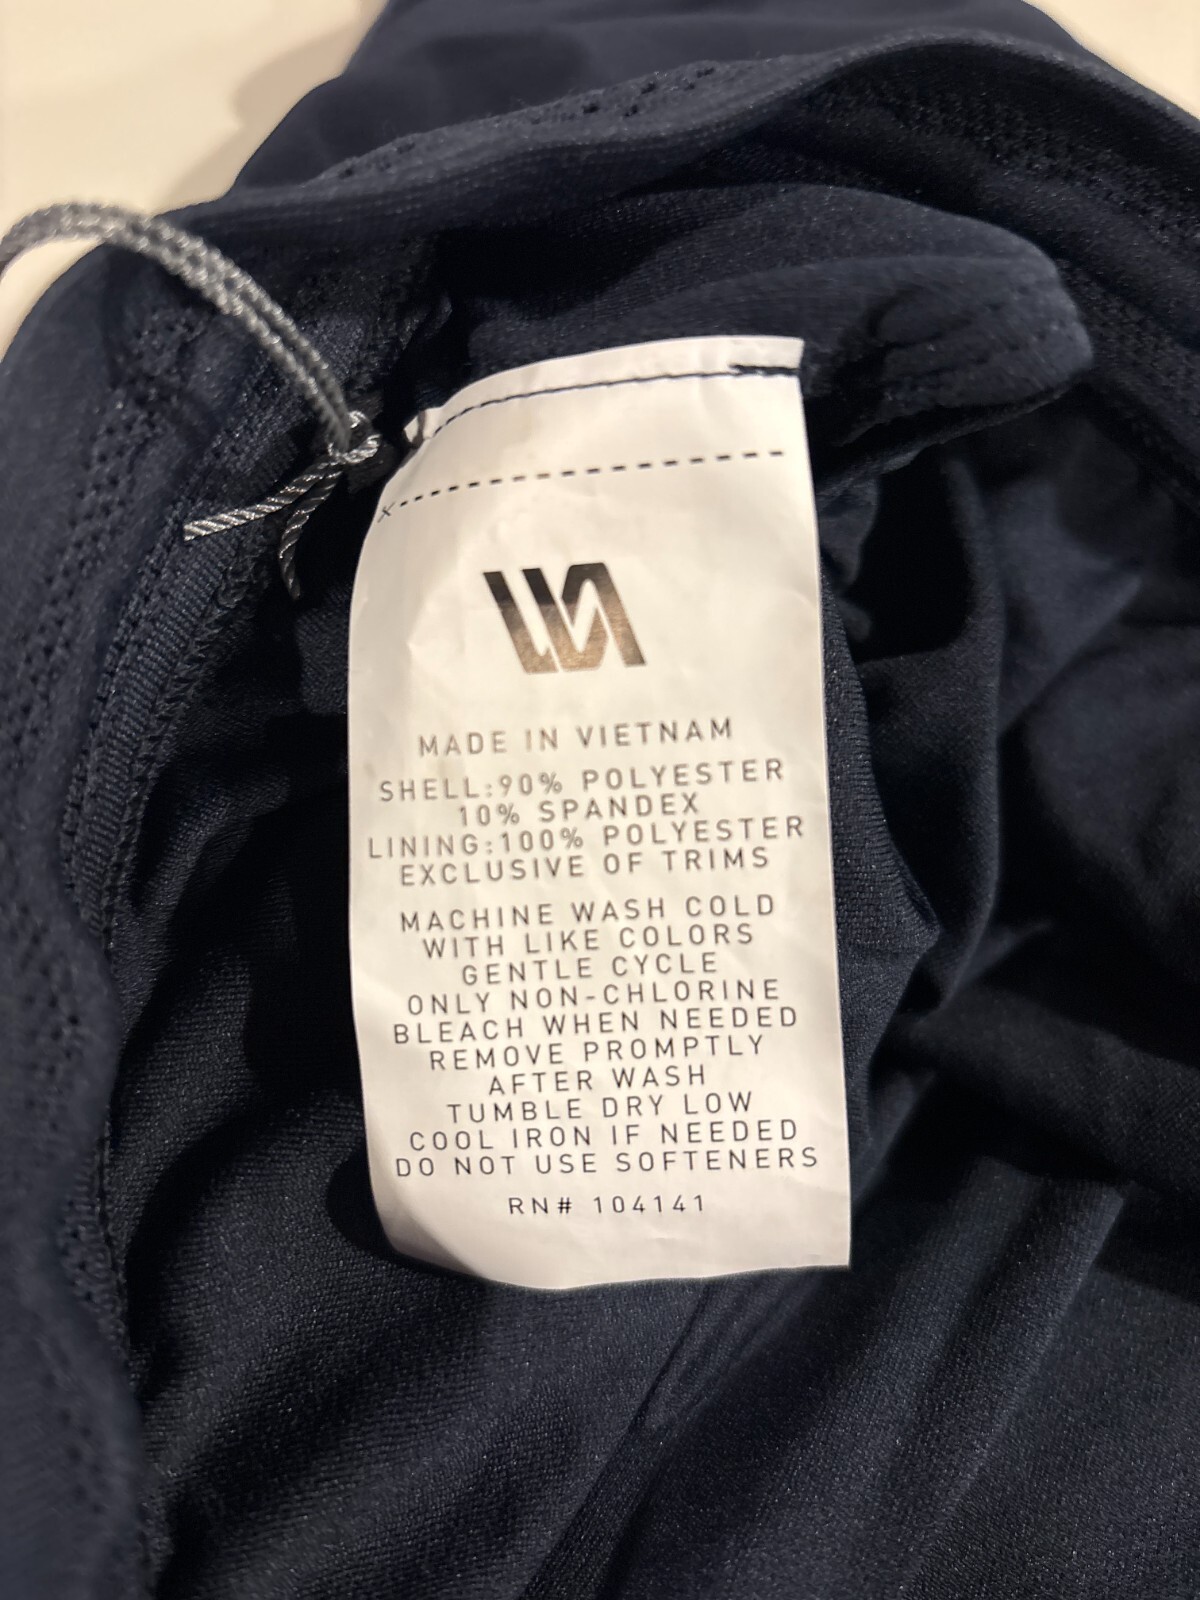 MADE IN VIETNAM
SHELL:90% POLYESTER
10% SPANDEX
LINING:100% POLYESTER
EXCLUSIVE OF TRIMS
MACHINE WASH COLD
WITH LIKE COLORS
GENTLE CYCLE
ONLY NON-CHLORINE
BLEACH WHEN NEEDED
REMOVE PROMPTLY
AFTER WASH
TUMBLE DRY LOW
COOL IRON IF NEEDED
DO NOT USE SOFTENERS
RN# 104141